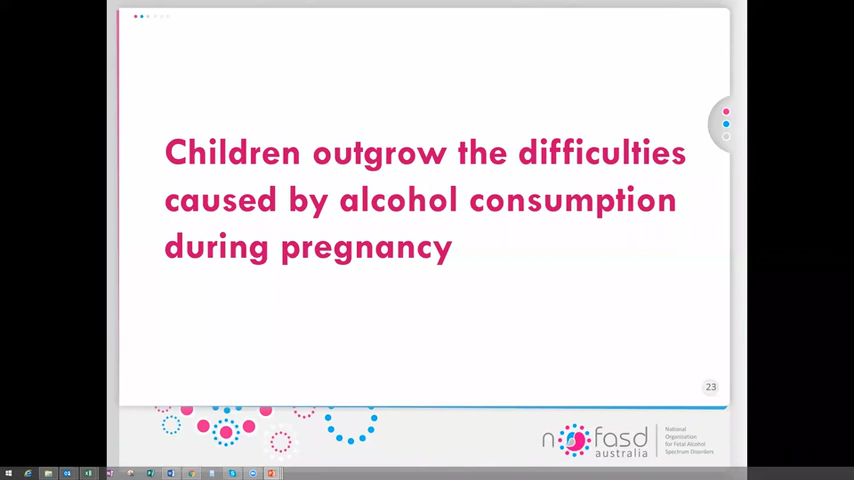 Children outgrow the difficulties
caused by alcohol consumption
during pregnancy
23
nofasd
australia
National
Organisation
for Fetal Alcohol
Spectrum Disorders